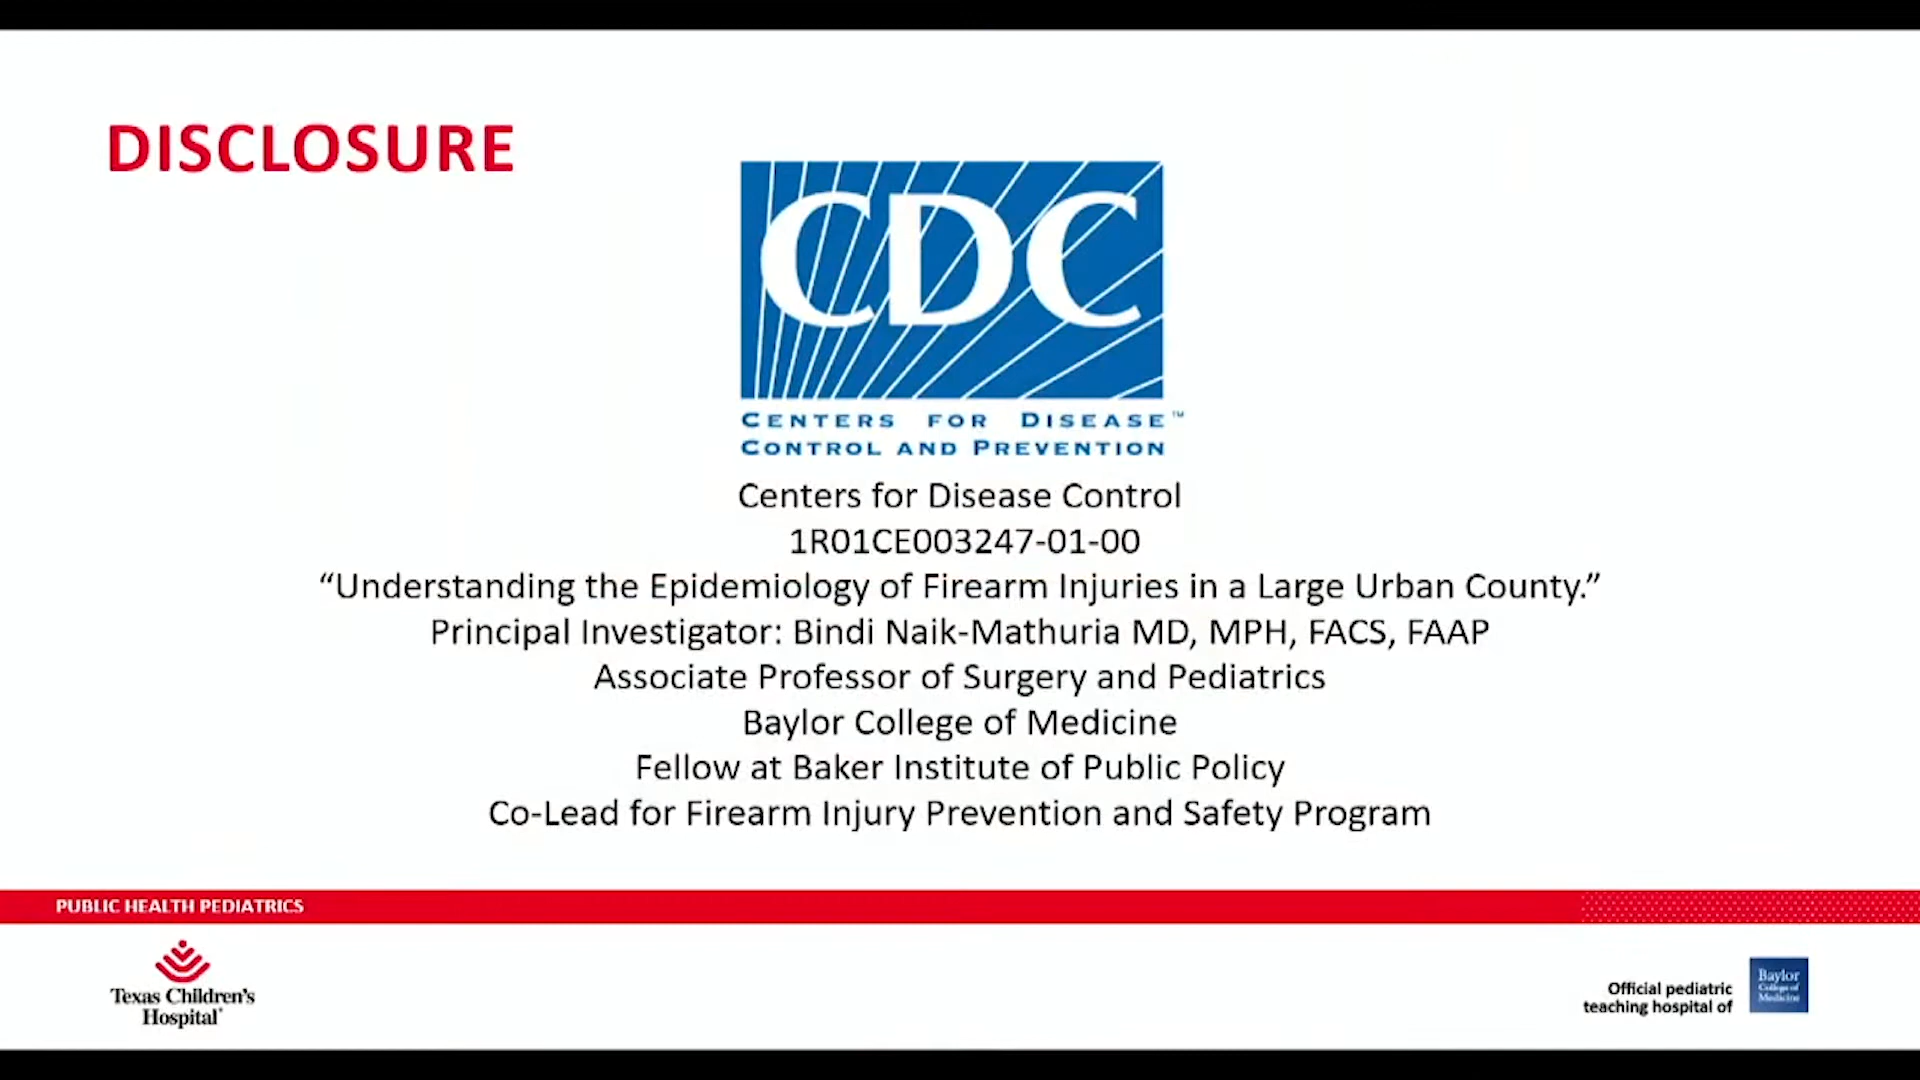 DISCLOSURE
CDC
CENTERS FOR DISEASE™
CONTROL AND PREVENTION
Centers for Disease Control
1R01CE003247-01-00
“Understanding the Epidemiology of Firearm Injuries in a Large Urban County.”
Principal Investigator: Bindi Naik-Mathuria MD, MPH, FACS, FAAP
Associate Professor of Surgery and Pediatrics
Baylor College of Medicine
Fellow at Baker Institute of Public Policy
Co-Lead for Firearm Injury Prevention and Safety Program
PUBLIC HEALTH PEDIATRICS
Texas Children's
Hospital®
Official pediatric
teaching hospital of
Baylor
College of
Medicine